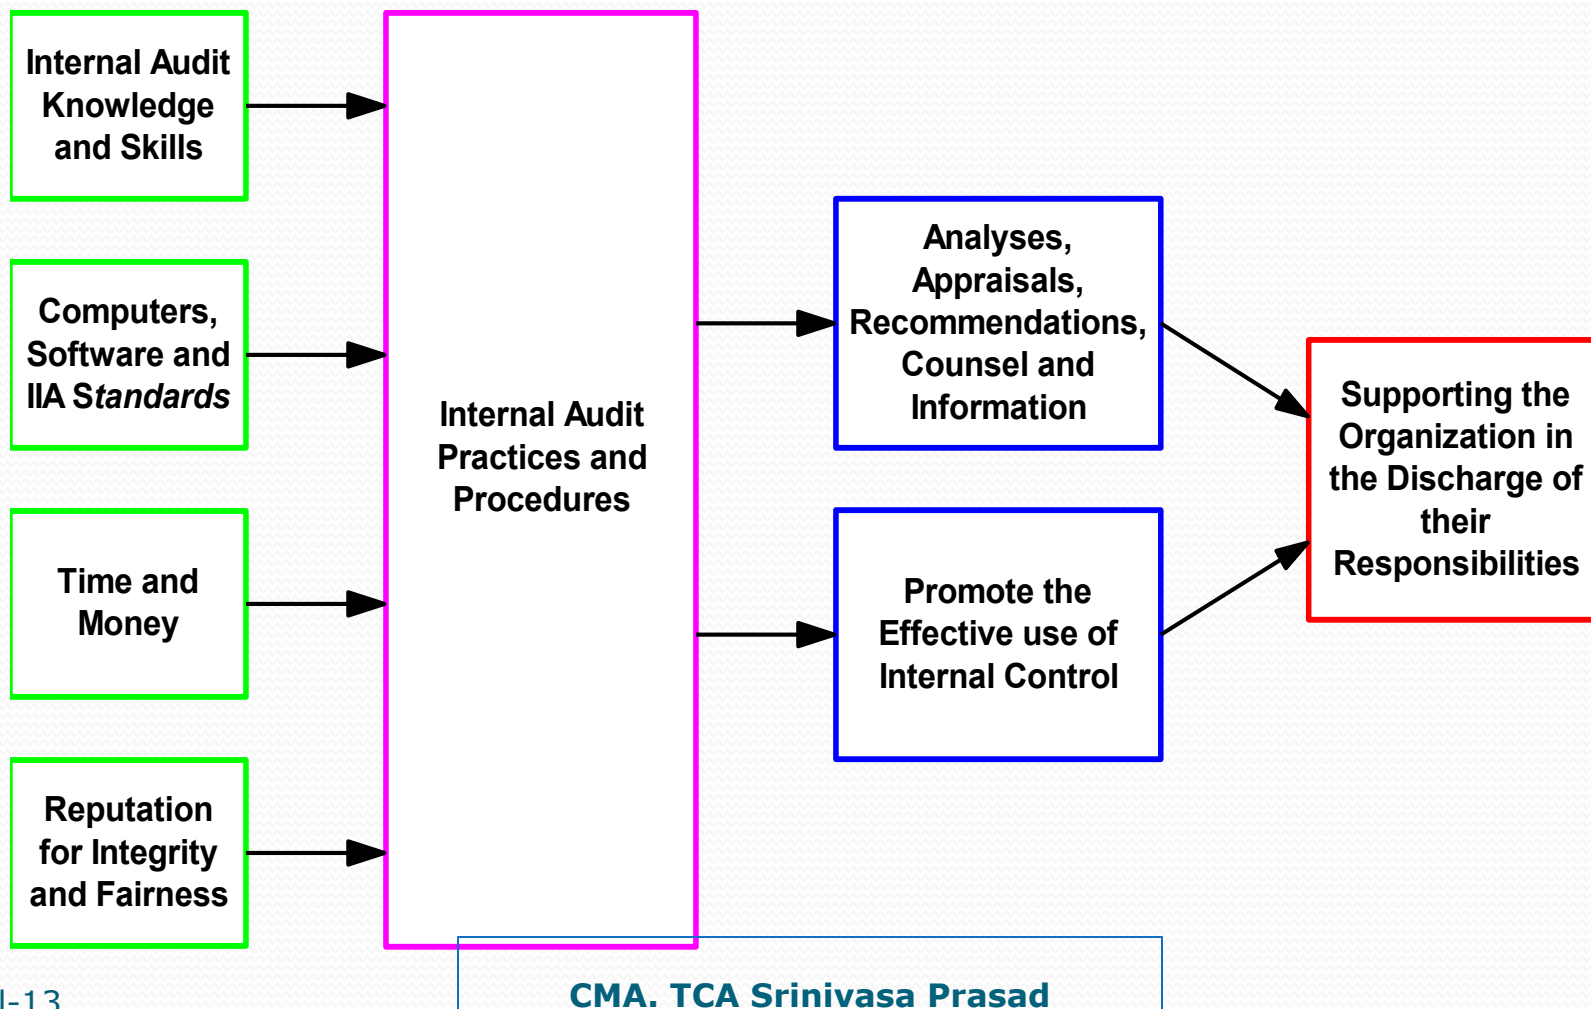 Internal Audit
Knowledge
and Skills
Computers,
Software and
IIA Standards
Time and
Money
Reputation
for Integrity
and Fairness
Internal Audit
Practices and
Procedures
Analyses,
Appraisals,
Recommendations,
Counsel and
Information
Promote the
Effective use of
Internal Control
Supporting the
Organization in
the Discharge of
their
Responsibilities
CMA. TCA Srinivasa Prasad